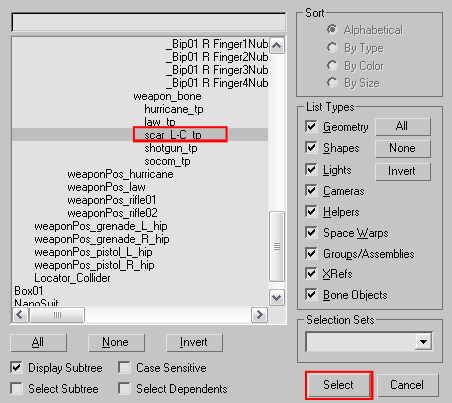 _Bip01 R Finger1Nub
_Bip01 R Finger2Nub
_Bip01 R Finger3Nub
_Bip01 R Finger4Nub
weapon_bone
hurricane_tp
law_tp
scar_L-C_tp
shotgun_tp
socom_tp
weaponPos_hurricane
weaponPos_law
weaponPos_rifle01
weaponPos_rifle02
weaponPos_grenade_L_hip
weaponPos_grenade_R_hip
weaponPos_pistol_L_hip
weaponPos_pistol_R_hip
Locator_Collider
Box01
NanoSuit
All None Invert
Display Subtree Case Sensitive
Select Subtree Select Dependents
Sort
Alphabetical
By Type
By Color
By Size
List Types
Geometry All
Shapes None
Lights Invert
Cameras
Helpers
Space Warps
Groups/Assemblies
XRefs
Bone Objects
Selection Sets
Select Cancel